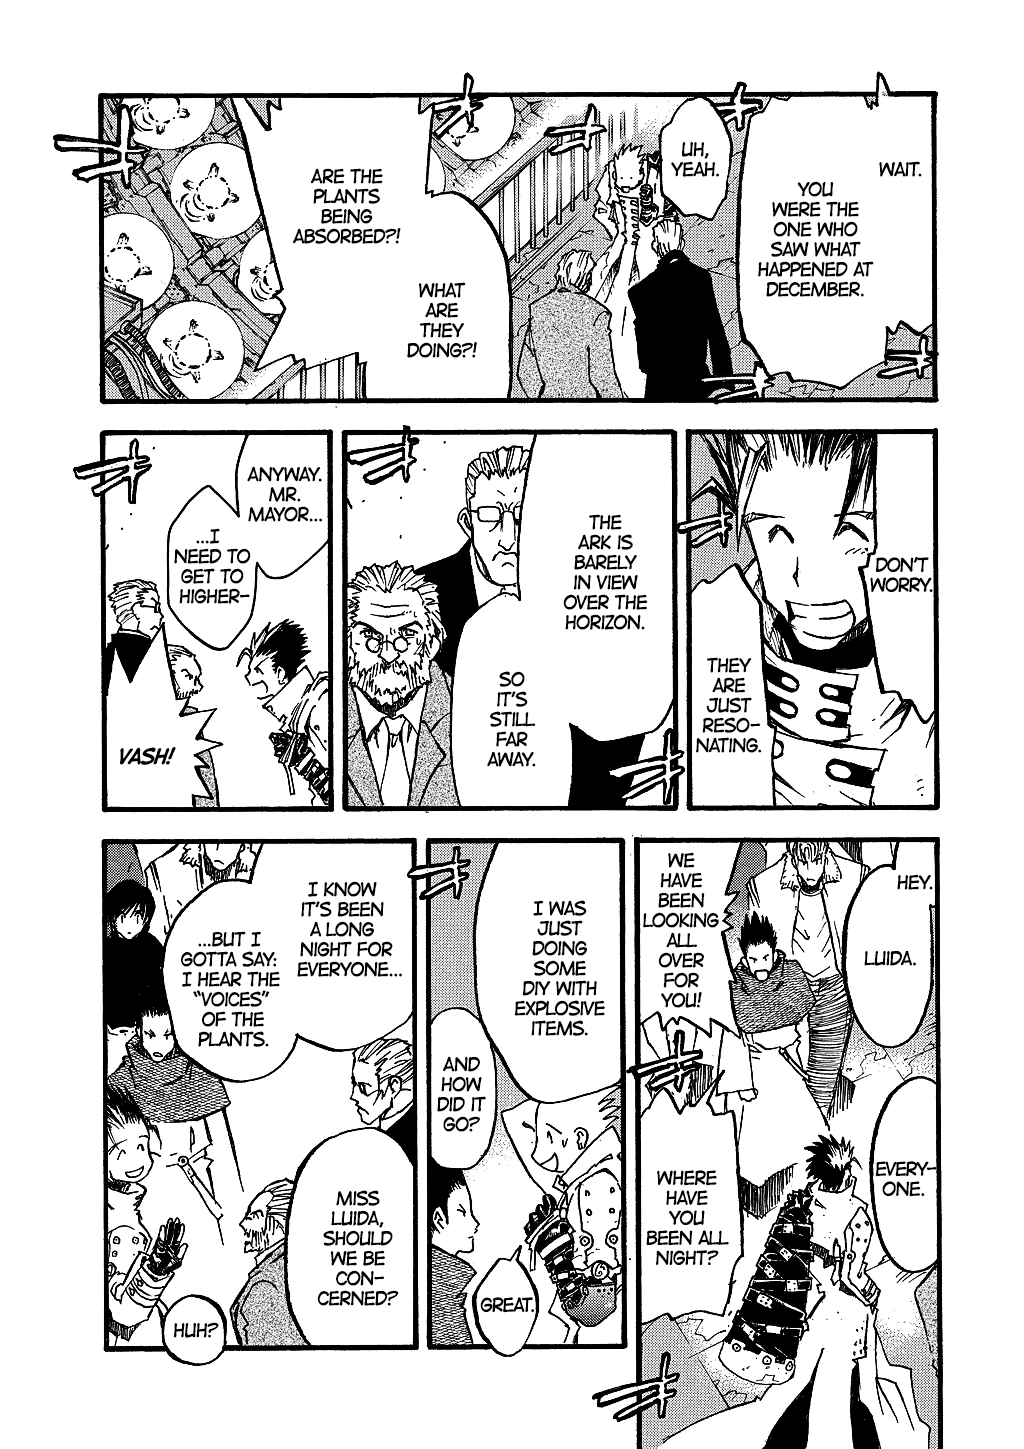 WAIT.
YOU
WERE THE
ONE WHO
SAW WHAT
HAPPENED AT
DECEMBER.
UH,
YEAH.
ARE THE
PLANTS
BEING
ABSORBED?!
WHAT
ARE
THEY
DOING?!
DON'T
WORRY.
THEY
ARE
JUST
RESO-
NATING.
THE
ARK IS
BARELY
IN VIEW
OVER THE
HORIZON.
SO
IT'S
STILL
FAR
AWAY.
ANYWAY.
MR.
MAYOR...
...I
NEED TO
GET TO
HIGHER-
VASH!
HEY.
LUIDA.
EVERY-
ONE.
WE
HAVE
BEEN
LOOKING
ALL
OVER
FOR
YOU!
WHERE
HAVE
YOU
BEEN ALL
NIGHT?
I WAS
JUST
DOING
SOME
DIY WITH
EXPLOSIVE
ITEMS.
AND
HOW
DID IT
GO?
GREAT.
I KNOW
IT'S BEEN
A LONG
NIGHT FOR
EVERYONE...
...BUT I
GOTTA SAY:
I HEAR THE
"VOICES"
OF THE
PLANTS.
MISS
LUIDA,
SHOULD
WE BE
CON-
CERNED?
HUH?